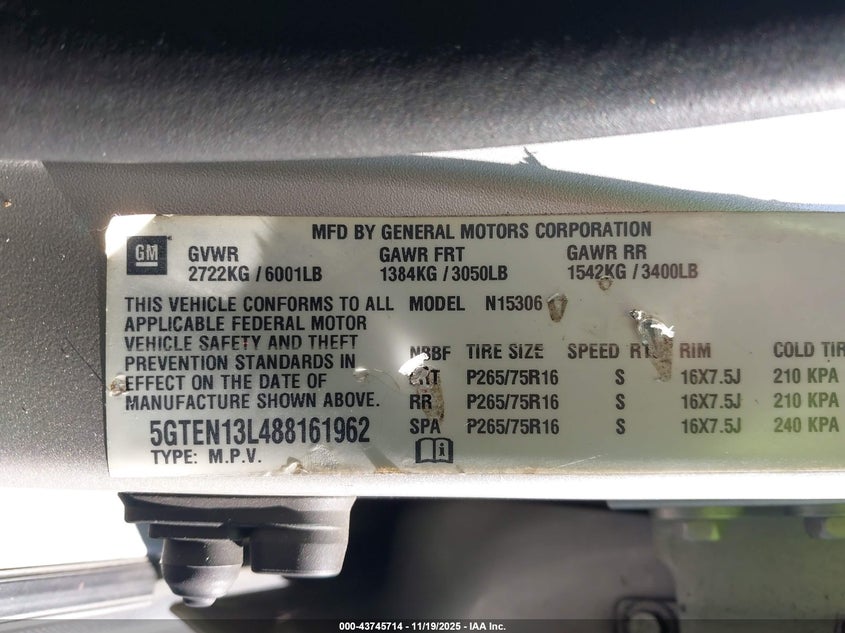 MFD BY GENERAL MOTORS CORPORATION
GM
GVWR GAWR FRT GAWR RR
2722KG / 6001LB 1384KG / 3050LB 1542KG / 3400LB
THIS VEHICLE CONFORMS TO ALL MODEL N15306
APPLICABLE FEDERAL MOTOR
VEHICLE SAFETY AND THEFT
PREVENTION STANDARDS IN
EFFECT ON THE DATE OF
MANUFACTURE SHOWN ABOVE.
5GTEN13L488161962
TYPE: M.P.V.
TIRE SIZE SPEED RIM COLD TIR
P265/75R16 S 16X7.5J 210 KPA
RR P265/75R16 S 16X7.5J 210 KPA
SPA P265/75R16 S 16X7.5J 240 KPA
000-43745714 - 11/19/2025 - IAA Inc.